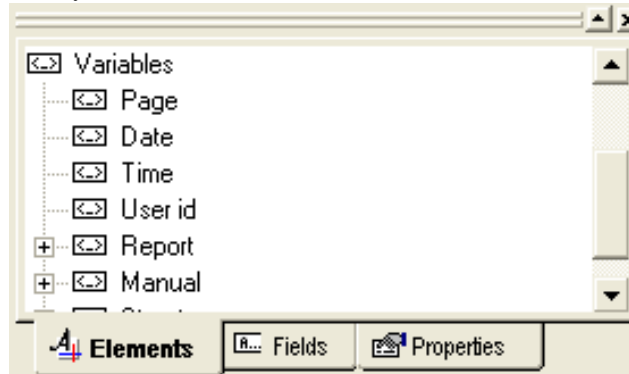 Variables
Page
Date
Time
User id
Report
Manual
Elements Fields Properties